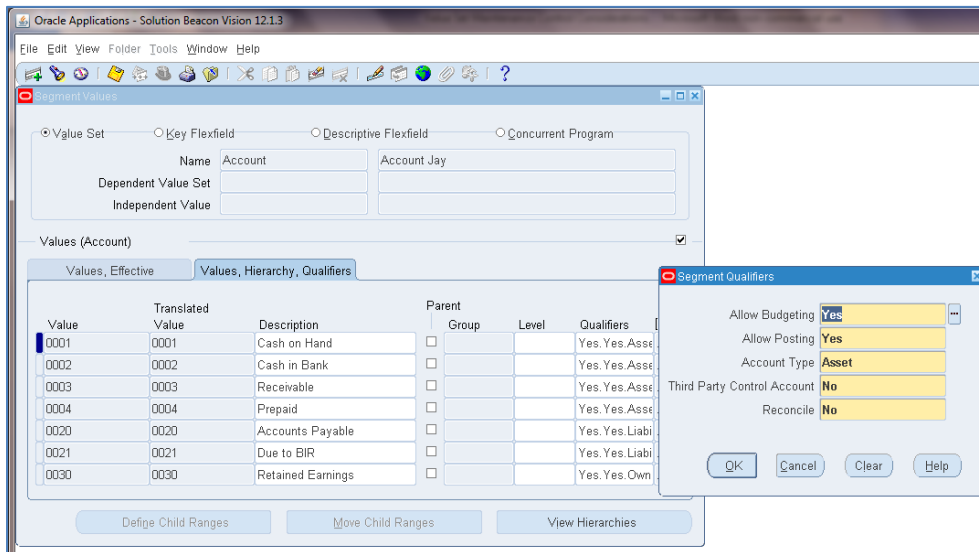 Oracle Applications - Solution Beacon Vision 12.1.3
File Edit View Folder Tools Window Help
Segment Values
Value Set Key Flexfield Descriptive Flexfield Concurrent Program
Name Account Account Jay
Dependent Value Set
Independent Value
Values (Account)
Values, Effective Values, Hierarchy, Qualifiers
Translated Parent
Value Value Description Group Level Qualifiers [
0001 0001 Cash on Hand Yes.Yes.Asse
0002 0002 Cash in Bank Yes.Yes.Asse
0003 0003 Receivable Yes.Yes.Asse
0004 0004 Prepaid Yes.Yes.Asse
0020 0020 Accounts Payable Yes.Yes.Liabi
0021 0021 Due to BIR Yes.Yes.Liabi
0030 0030 Retained Earnings Yes.Yes.Own
Define Child Ranges Move Child Ranges View Hierarchies
Segment Qualifiers
Allow Budgeting Yes
Allow Posting Yes
Account Type Asset
Third Party Control Account No
Reconcile No
OK Cancel Clear Help